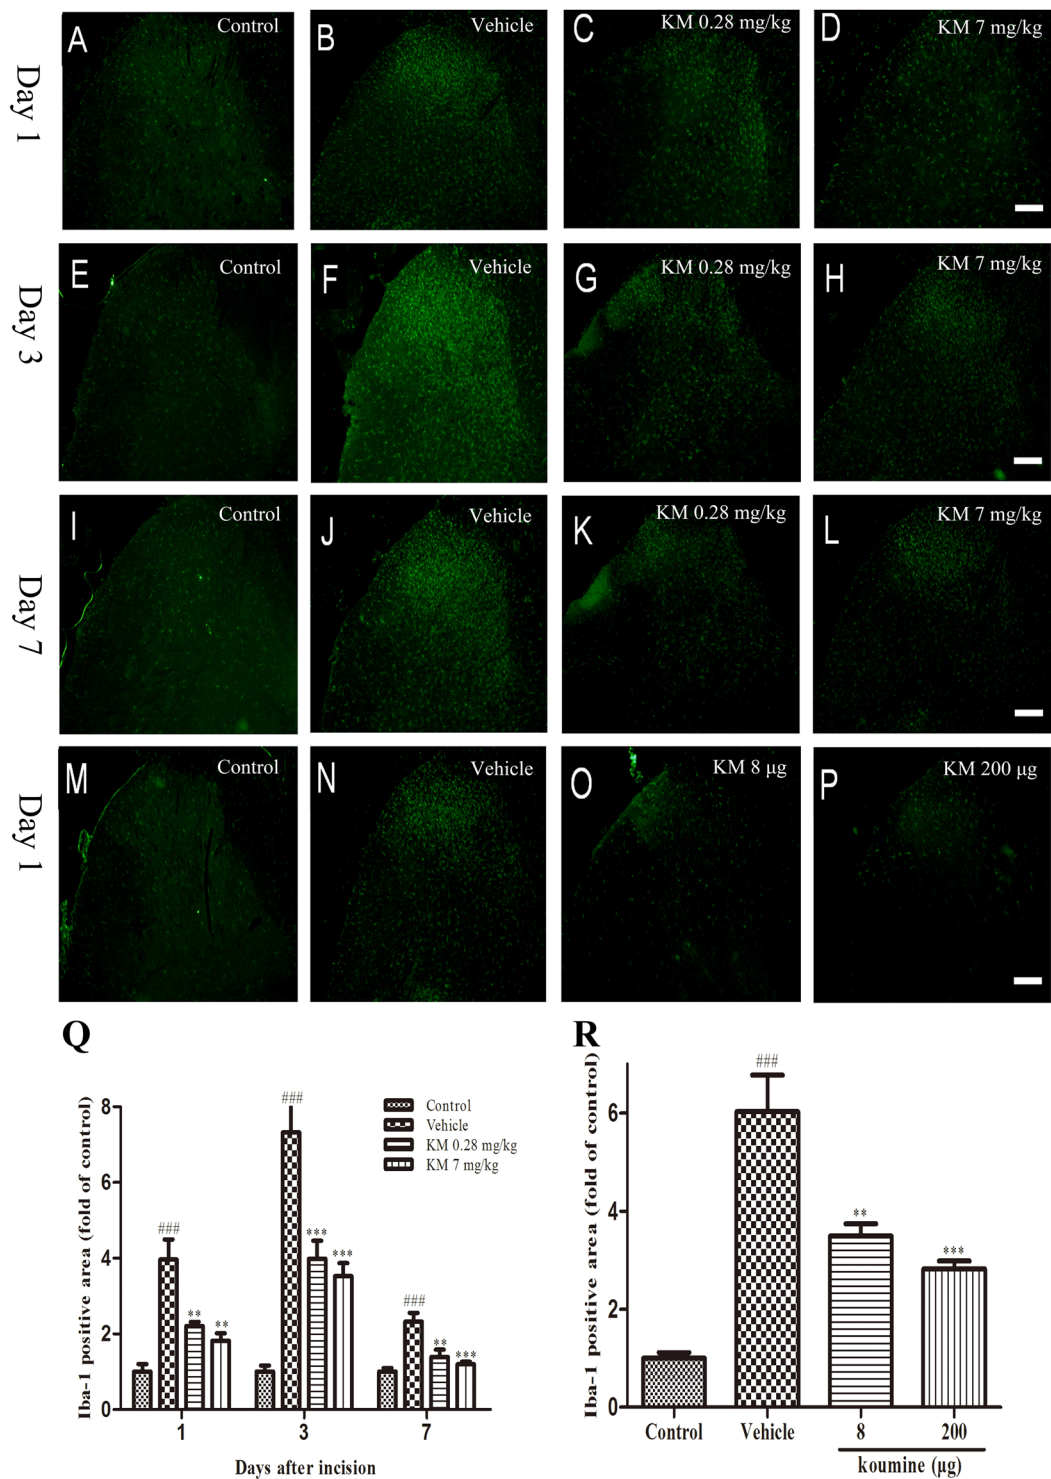 A Control B Vehicle C KM 0.28 mg/kg D KM 7 mg/kg
Day 1
E Control F Vehicle G KM 0.28 mg/kg H KM 7 mg/kg
Day 3
I Control J Vehicle K KM 0.28 mg/kg L KM 7 mg/kg
Day 7
M Control N Vehicle O KM 8 μg P KM 200 μg
Day 1
Q
Iba-1 positive area (fold of control)
8
6
4
2
0
###
**
**
###
***
***
###
**
***
Control
Vehicle
KM 0.28 mg/kg
KM 7 mg/kg
1 3 7
Days after incision
R
Iba-1 positive area (fold of control)
6
4
2
0
###
**
***
Control Vehicle 8 200
koumine (μg)